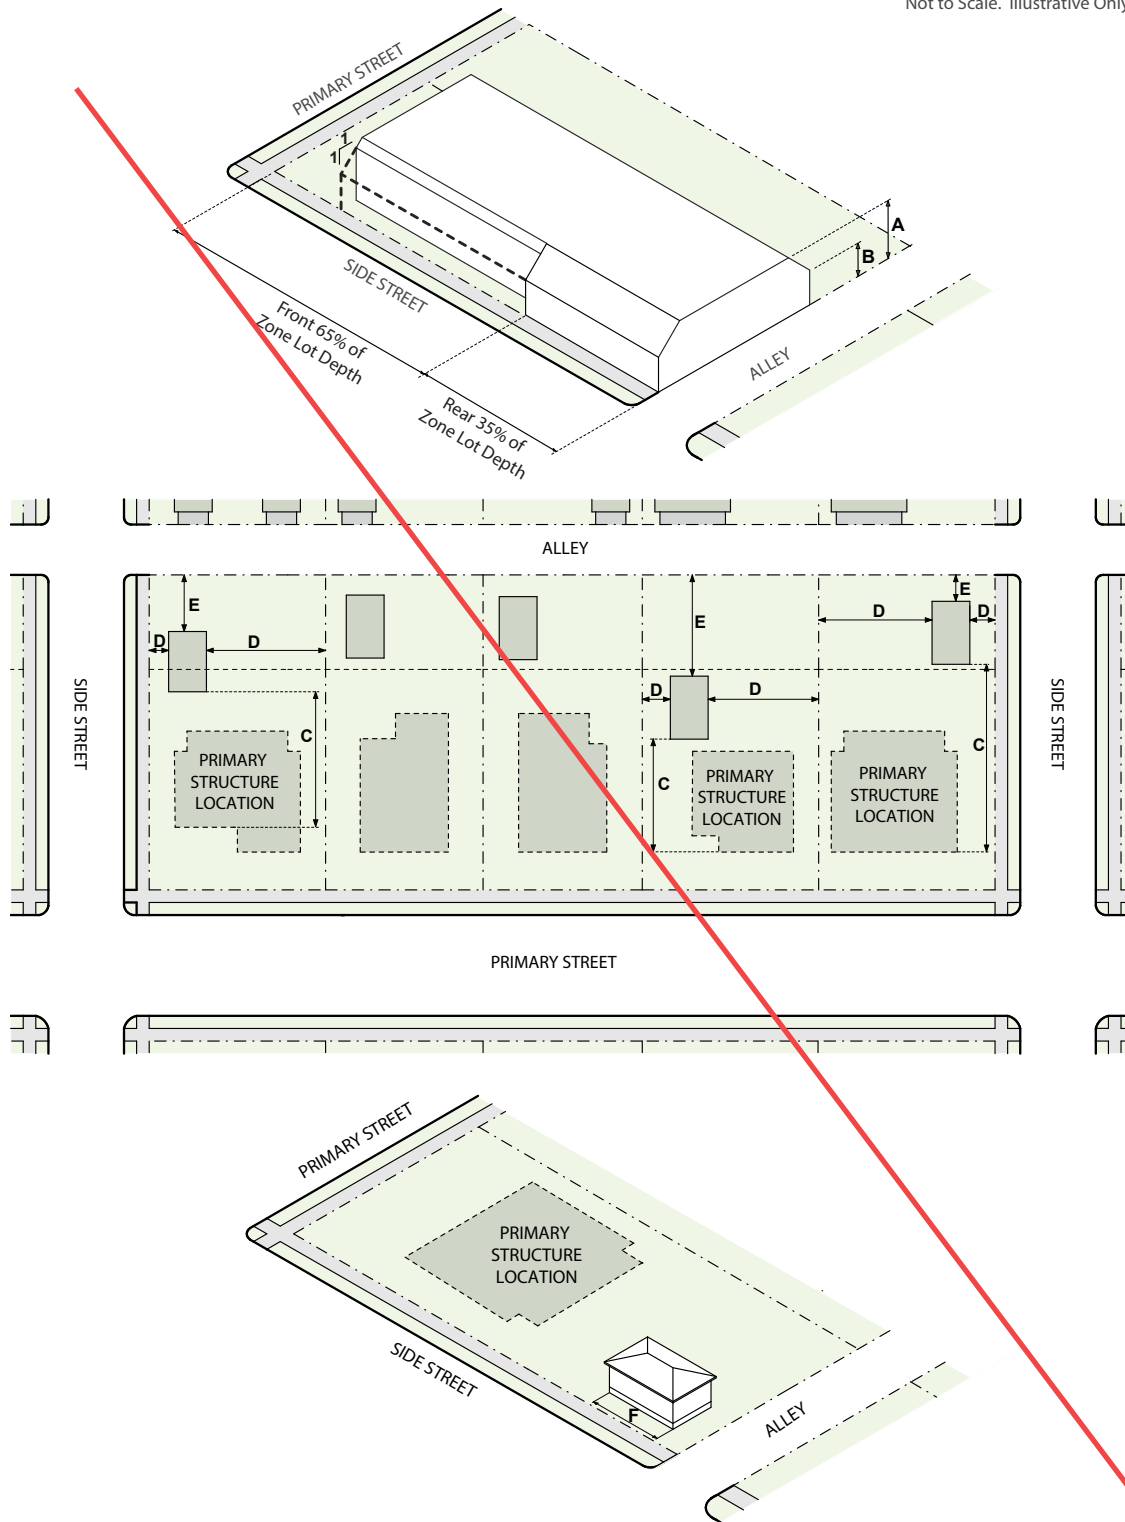 Not to Scale. Illustrative Only
PRIMARY STREET
1
1
A
B
SIDE STREET
Front 65% of
Zone Lot Depth
ALLEY
Rear 35% of
Zone Lot Depth
ALLEY
E
E
E
D
D
D
D
D
D
SIDE STREET
SIDE STREET
C
C
C
PRIMARY
STRUCTURE
LOCATION
PRIMARY
STRUCTURE
LOCATION
PRIMARY
STRUCTURE
LOCATION
PRIMARY STREET
PRIMARY STREET
PRIMARY
STRUCTURE
LOCATION
SIDE STREET
F
ALLEY